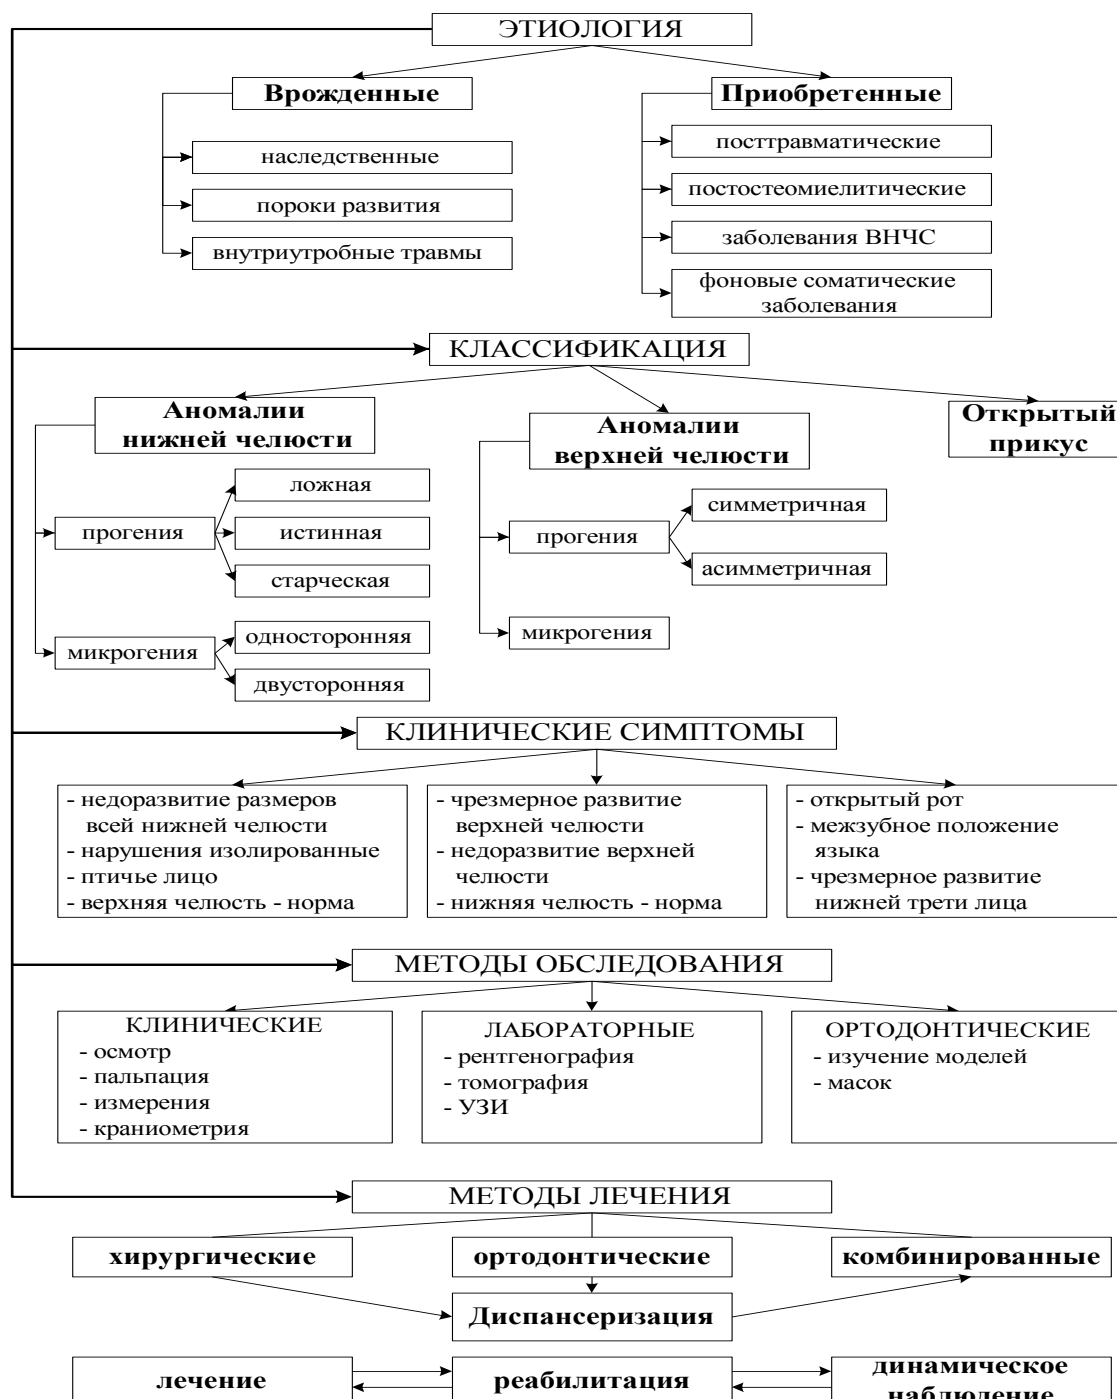 ЭТИОЛОГИЯ
Врожденные
наследственные
пороки развития
внутриутробные травмы
Приобретенные
посттравматические
постостеомиелитические
заболевания ВНЧС
фоновые соматические
заболевания
КЛАССИФИКАЦИЯ
Аномалии
нижней челюсти
прогения
ложная
истинная
старческая
микрогения
односторонняя
двусторонняя
Аномалии
верхней челюсти
прогения
симметричная
асимметричная
микрогения
Открытый
прикус
КЛИНИЧЕСКИЕ СИМПТОМЫ
- недоразвитие размеров
всей нижней челюсти
- нарушения изолированные
- птичье лицо
- верхняя челюсть - норма
- чрезмерное развитие
верхней челюсти
- недоразвитие верхней
челюсти
- нижняя челюсть - норма
- открытый рот
- межзубное положение
языка
- чрезмерное развитие
нижней трети лица
МЕТОДЫ ОБСЛЕДОВАНИЯ
КЛИНИЧЕСКИЕ
- осмотр
- пальпация
- измерения
- краниометрия
ЛАБОРАТОРНЫЕ
- рентгенография
- томография
- УЗИ
ОРТОДОНТИЧЕСКИЕ
- изучение моделей
- масок
МЕТОДЫ ЛЕЧЕНИЯ
хирургические
ортодонтические
комбинированные
Диспансеризация
лечение
реабилитация
динамическое
наблюдение